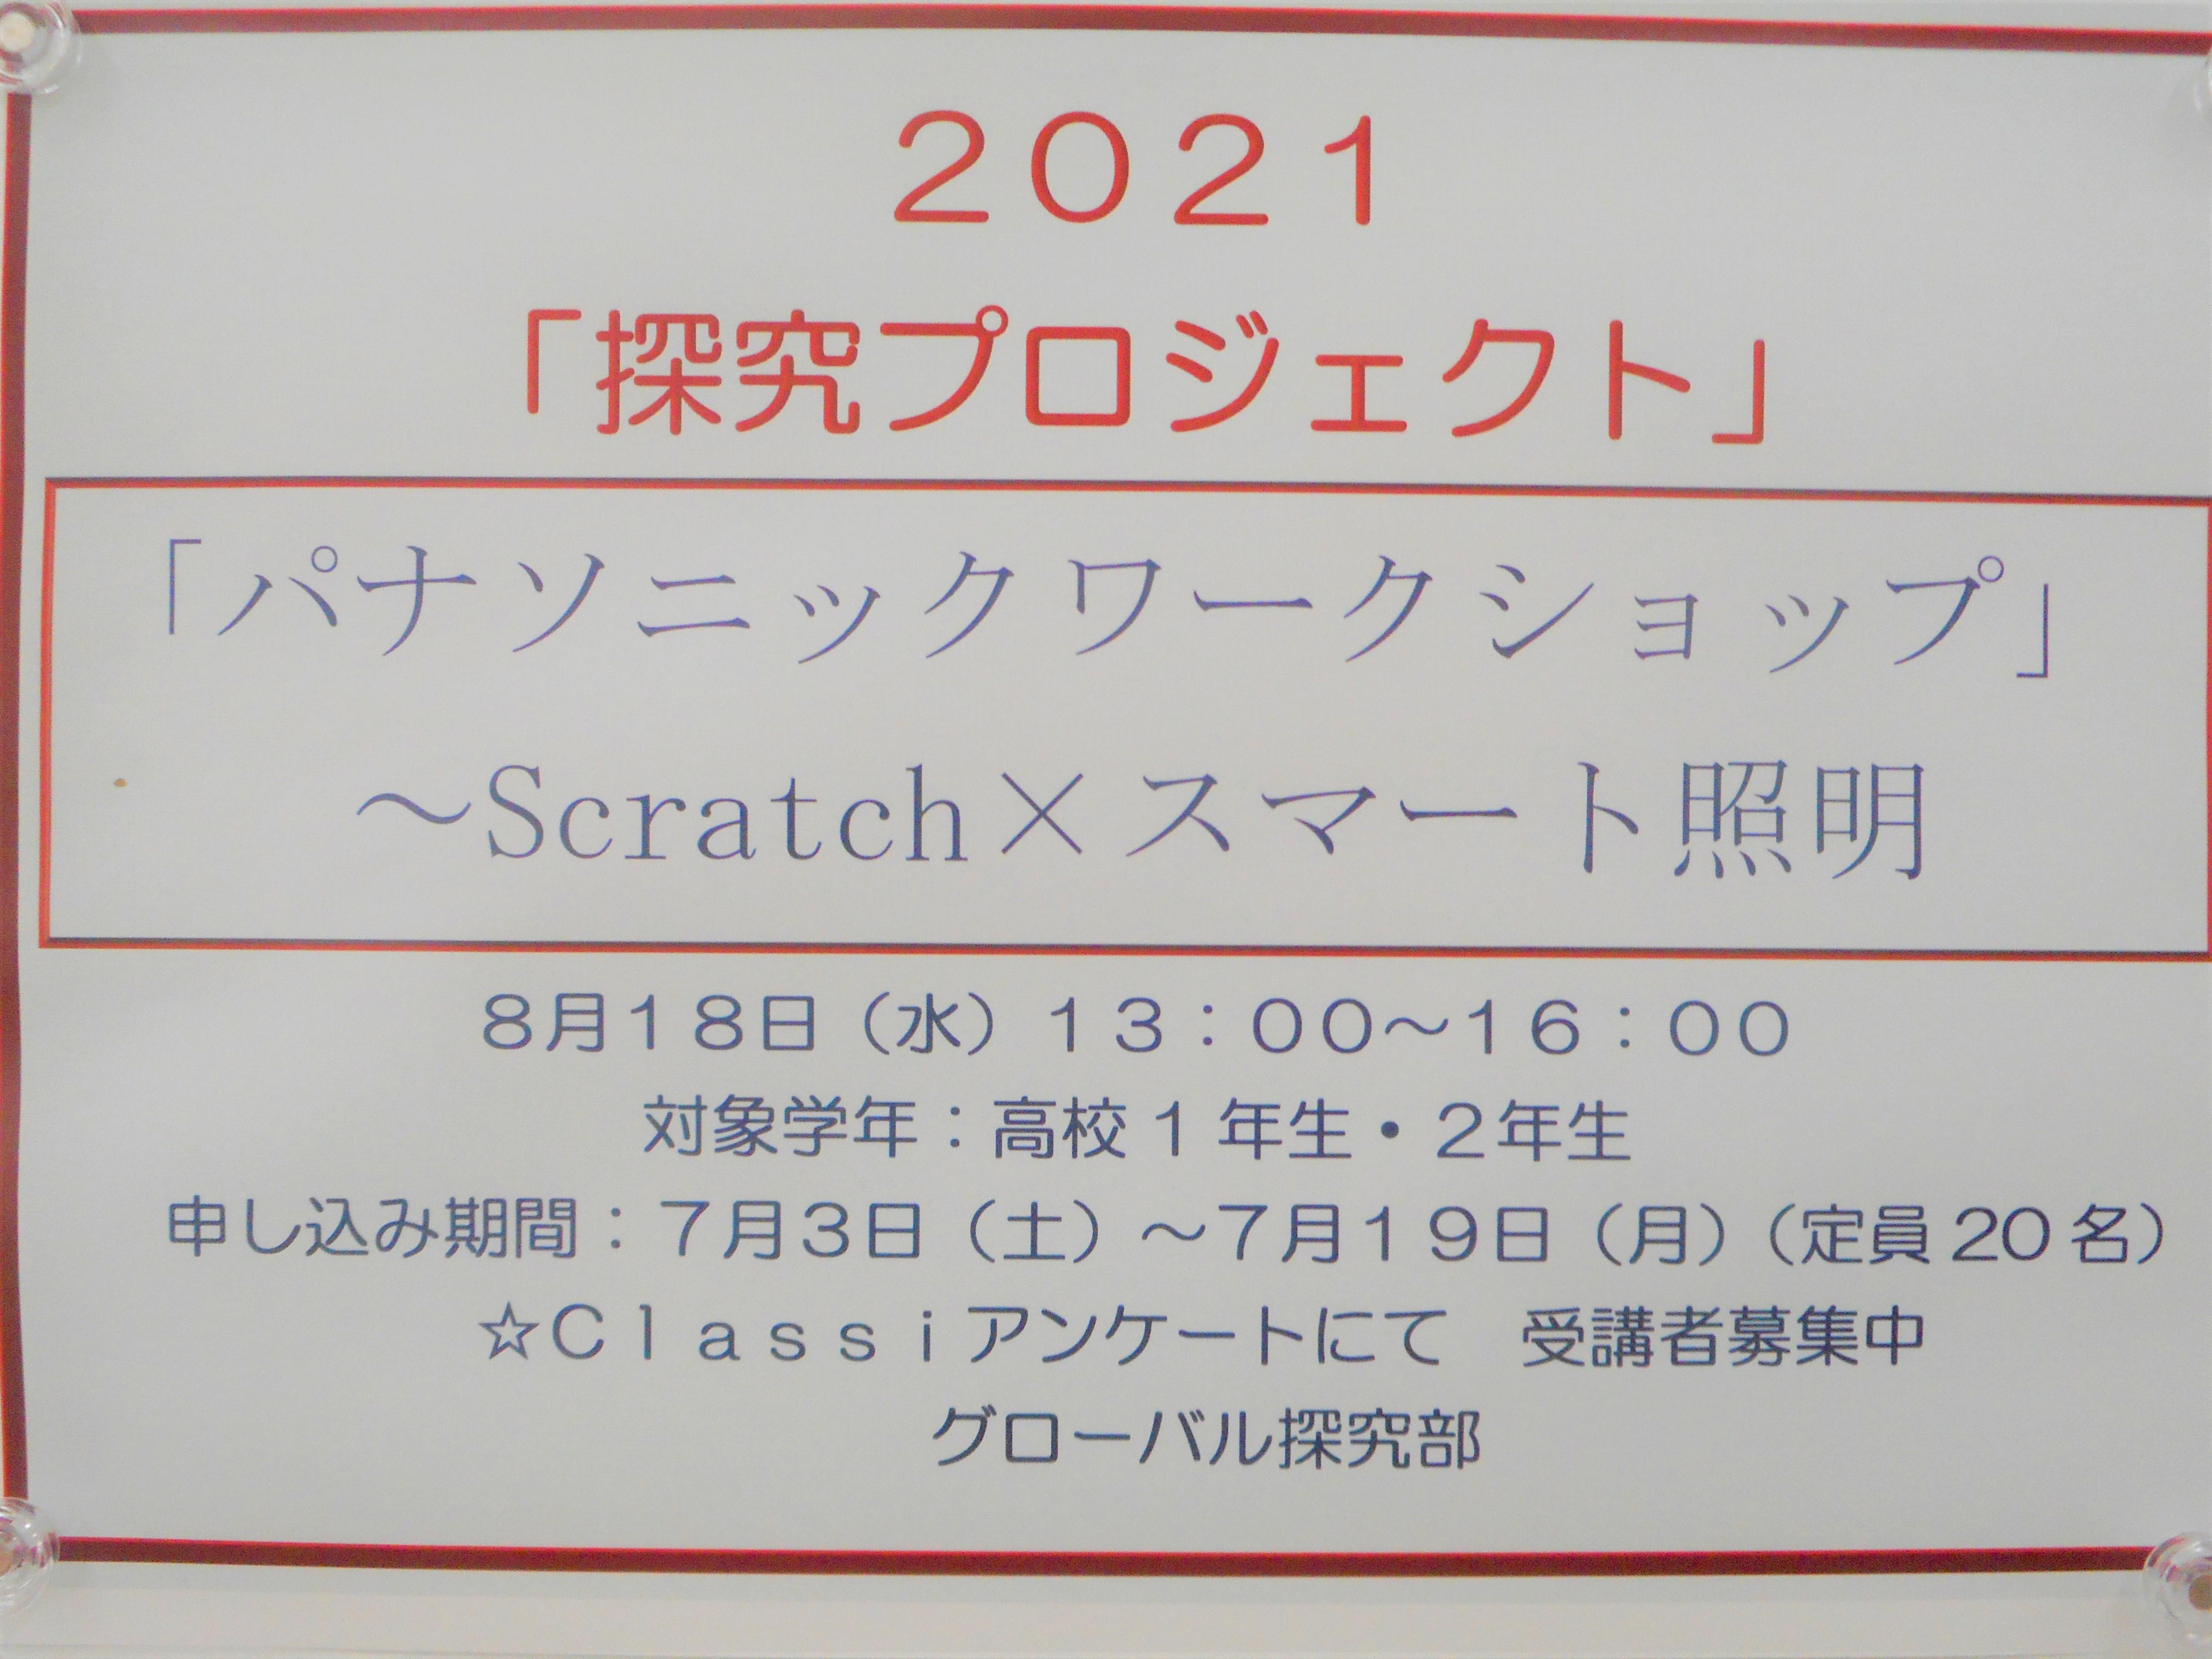 ２０２１
「探究プロジェクト」
「パナソニックワークショップ」
～Scratch×スマート照明
８月１８日（水）１３：００～１６：００
対象学年：高校１年生・２年生
申し込み期間：７月３日（土）～７月１９日（月）（定員20名）
☆Ｃｌａｓｓｉアンケートにて　受講者募集中
グローバル探究部